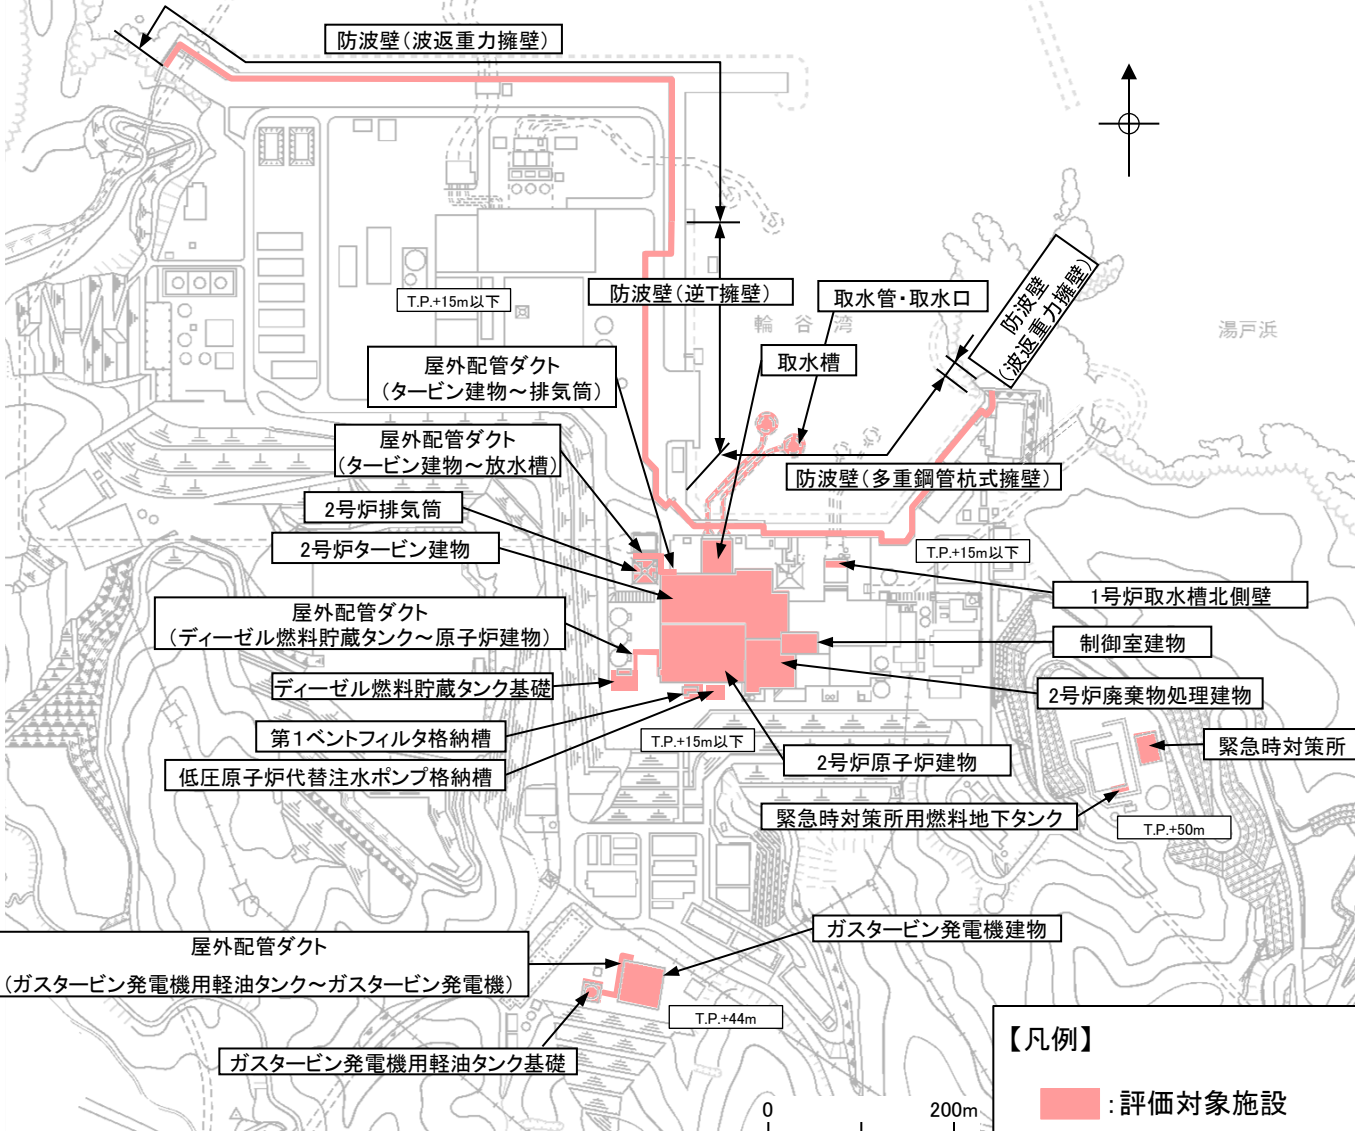 防波壁(波返重力擁壁)
防波壁(逆T擁壁)
取水管・取水口
防波壁
(波返重力擁壁)
T.P.+15m以下
輪谷湾
湯戸浜
取水槽
屋外配管ダクト
(タービン建物～排気筒)
屋外配管ダクト
(タービン建物～放水槽)
防波壁(多重鋼管杭式擁壁)
2号炉排気筒
2号炉タービン建物
T.P.+15m以下
1号炉取水槽北側壁
屋外配管ダクト
(ディーゼル燃料貯蔵タンク～原子炉建物)
制御室建物
ディーゼル燃料貯蔵タンク基礎
2号炉廃棄物処理建物
第1ベントフィルタ格納槽
T.P.+15m以下
緊急時対策所
2号炉原子炉建物
低圧原子炉代替注水ポンプ格納槽
緊急時対策所用燃料地下タンク
T.P.+50m
ガスタービン発電機建物
屋外配管ダクト
(ガスタービン発電機用軽油タンク～ガスタービン発電機)
T.P.+44m
ガスタービン発電機用軽油タンク基礎
【凡例】
:評価対象施設
0 200m